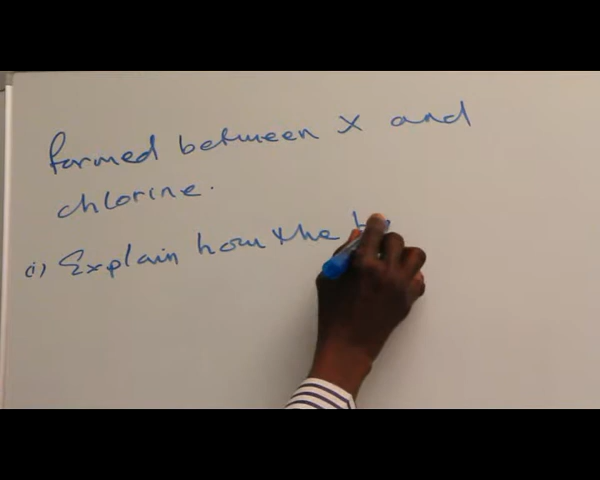 formed between X and
chlorine.
(i) Explain how the